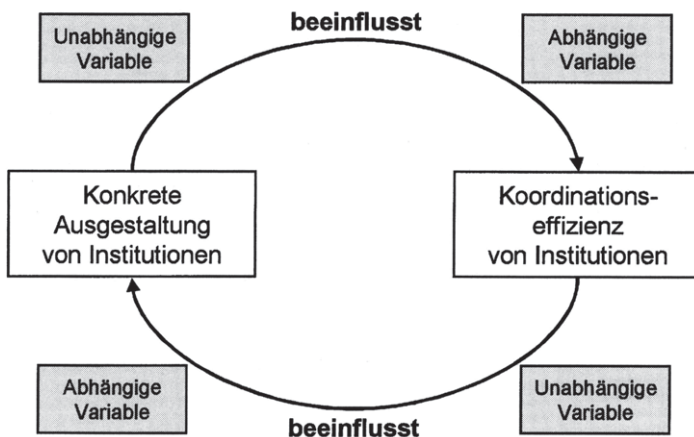 beeinflusst
Unabhängige
Variable
Abhängige
Variable
Konkrete
Ausgestaltung
von Institutionen
Koordinations-
effizienz
von Institutionen
Abhängige
Variable
Unabhängige
Variable
beeinflusst